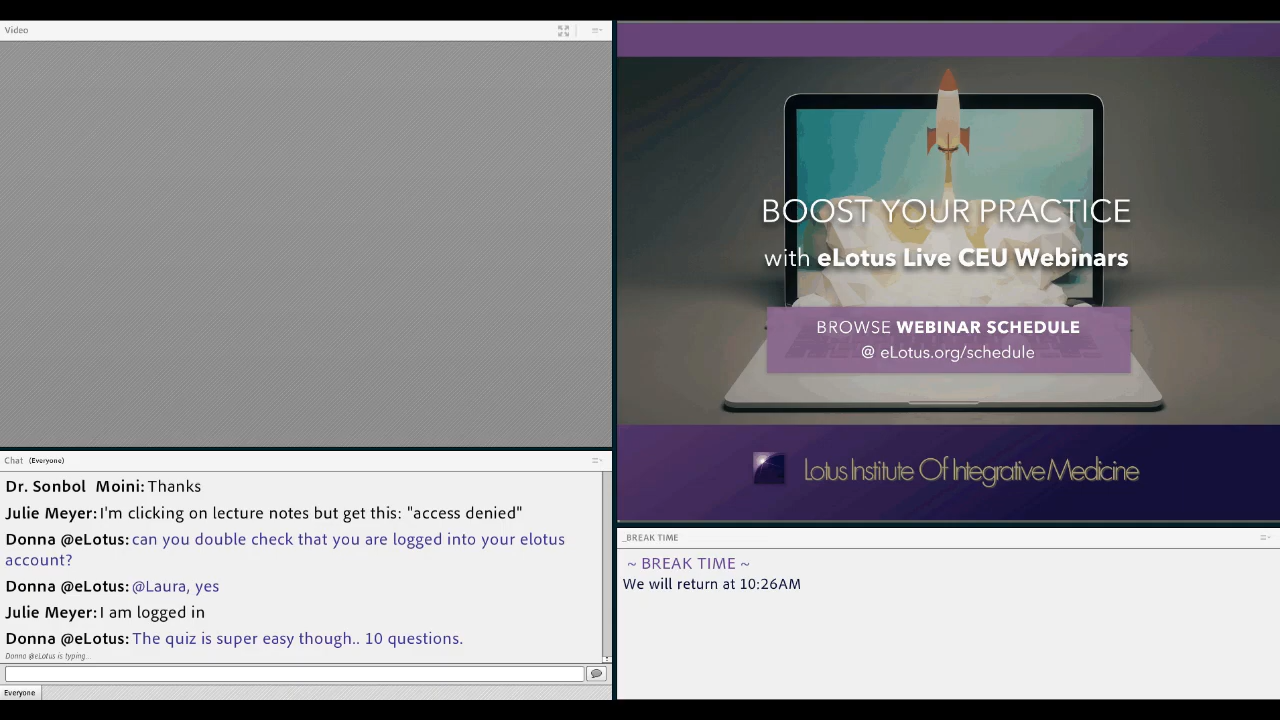 Video
Chat (Everyone)
Dr. Sonbol Moini: Thanks
Julie Meyer: I'm clicking on lecture notes but get this: "access denied"
Donna @eLotus: can you double check that you are logged into your elotus
account?
Donna @eLotus: @Laura, yes
Julie Meyer: I am logged in
Donna @eLotus: The quiz is super easy though.. 10 questions.
Donna @eLotus is typing...
Everyone
BOOST YOUR PRACTICE
with eLotus Live CEU Webinars
BROWSE WEBINAR SCHEDULE
@ eLotus.org/schedule
Lotus Institute Of Integrative Medicine
_BREAK TIME
~ BREAK TIME ~
We will return at 10:26AM